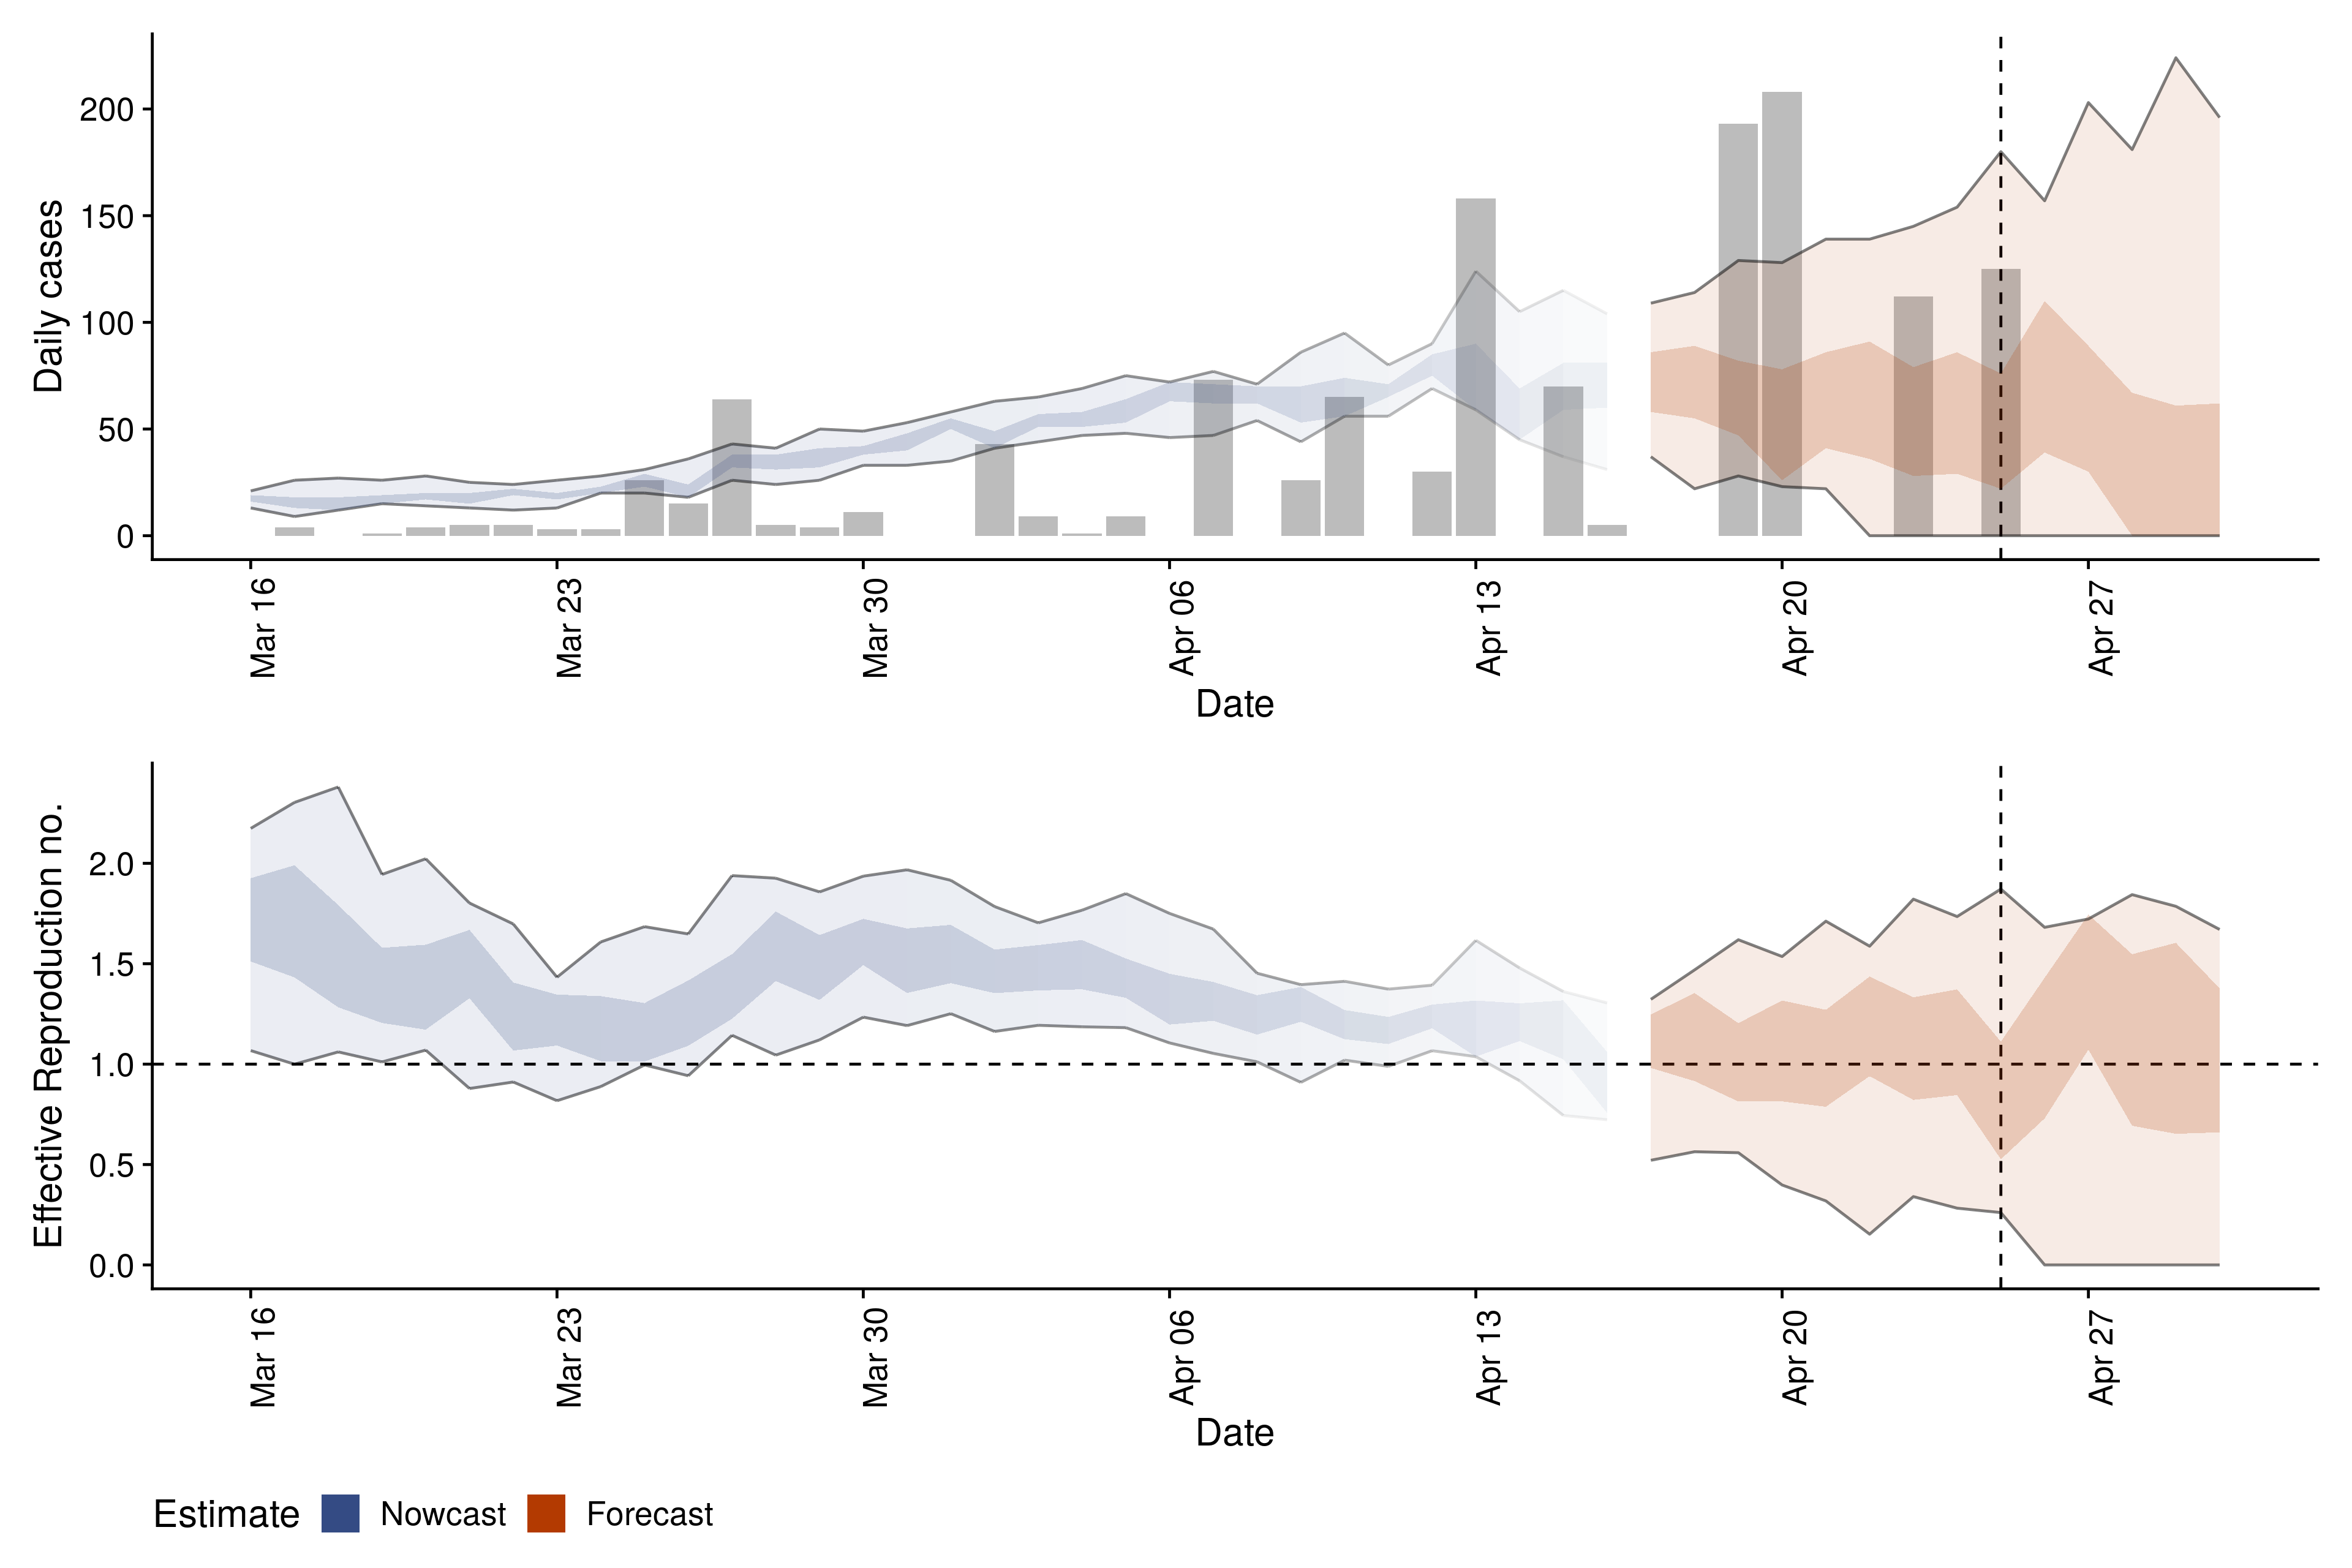 Daily cases
200
150
100
50
0
Mar 16
Mar 23
Mar 30
Apr 06
Apr 13
Apr 20
Apr 27
Date
Effective Reproduction no.
2.0
1.5
1.0
0.5
0.0
Mar 16
Mar 23
Mar 30
Apr 06
Apr 13
Apr 20
Apr 27
Date
Estimate Nowcast Forecast